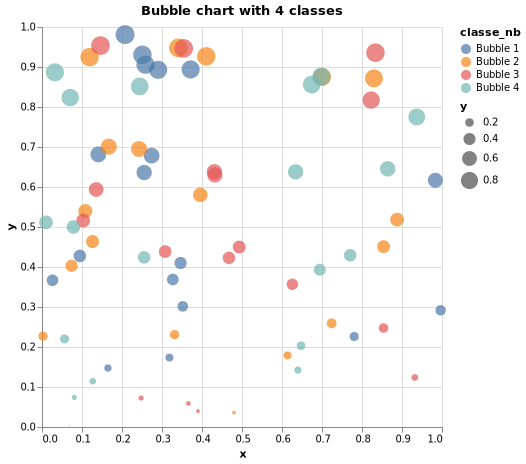 Bubble chart with 4 classes
classe_nb
Bubble 1
Bubble 2
Bubble 3
Bubble 4
y
0.2
0.4
0.6
0.8
1.0
0.9
0.8
0.7
0.6
0.5
0.4
0.3
0.2
0.1
0.0
y
0.0 0.1 0.2 0.3 0.4 0.5 0.6 0.7 0.8 0.9 1.0
x